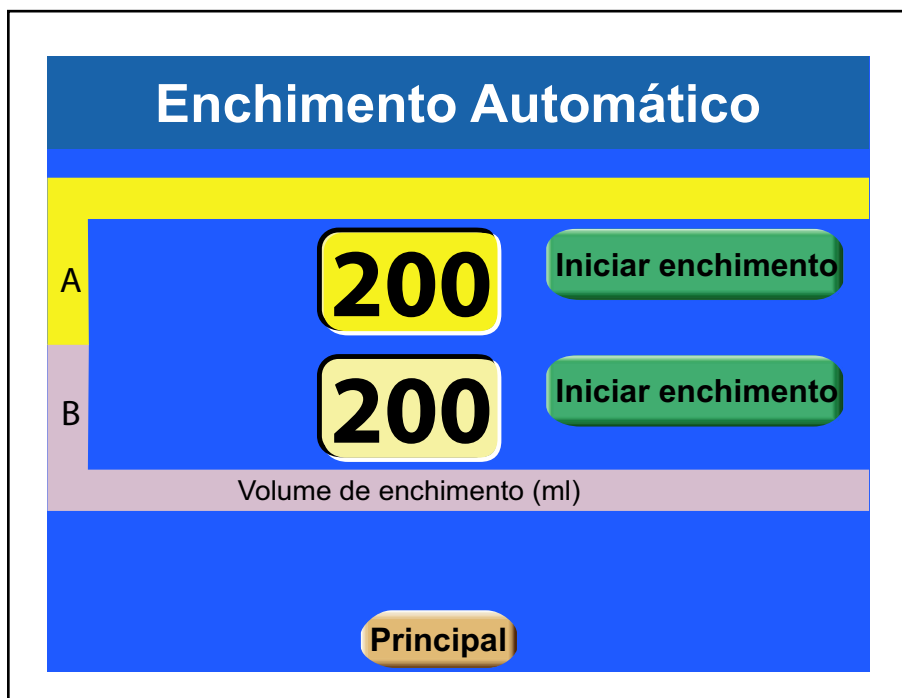 Enchimento Automático
A
200
Iniciar enchimento
B
200
Iniciar enchimento
Volume de enchimento (ml)
Principal